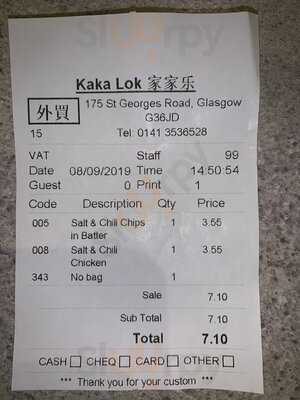 Sloorpy
Kaka Lok 家家乐
外買
175 St Georges Road, Glasgow
G36JD
15 Tel: 0141 3536528
VAT Staff 99
Date 08/09/2019 Time 14:50:54
Guest 0 Print 1
Code Description Qty Price
005 Salt & Chili Chips 1 3.55
in Batter
008 Salt & Chili 1 3.55
Chicken
343 No bag 1
Sale 7.10
Sub Total 7.10
Total 7.10
CASH CHEQ CARD OTHER
*** Thank you for your custom ***